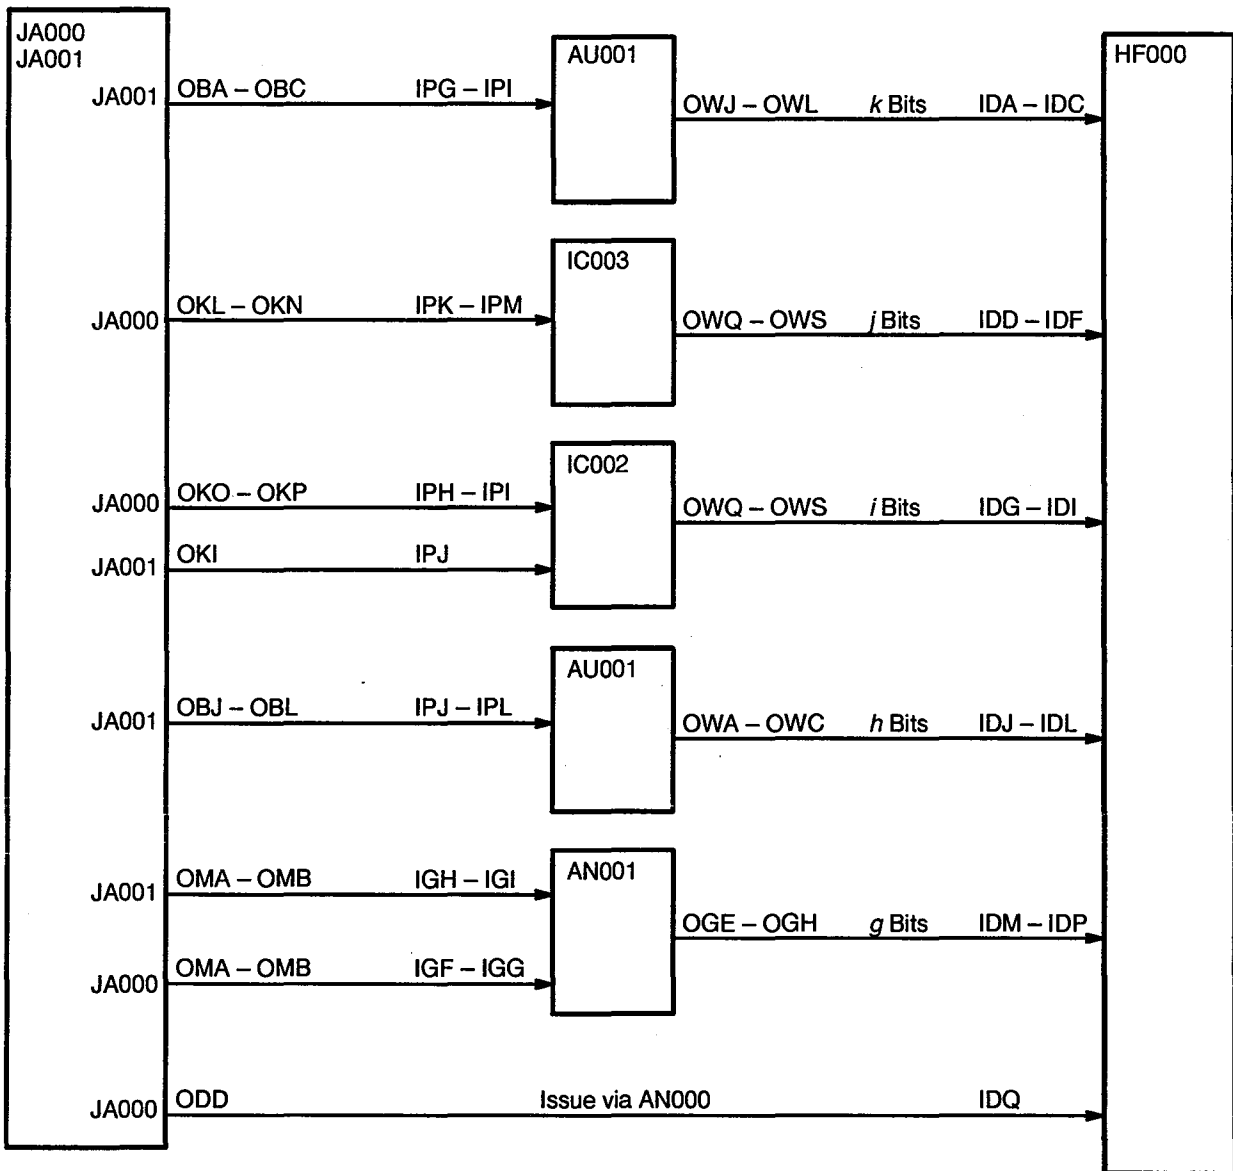 JA000
JA001
AU001
HF000
JA001 OBA – OBC IPG – IPI
OWJ – OWL k Bits IDA – IDC
IC003
JA000 OKL – OKN IPK – IPM
OWQ – OWS j Bits IDD – IDF
IC002
JA000 OKO – OKP IPH – IPI
OWQ – OWS i Bits IDG – IDI
JA001 OKI IPJ
AU001
JA001 OBJ – OBL IPJ – IPL
OWA – OWC h Bits IDJ – IDL
AN001
JA001 OMA – OMB IGH – IGI
OGE – OGH g Bits IDM – IDP
JA000 OMA – OMB IGF – IGG
JA000 ODD Issue via AN000 IDQ